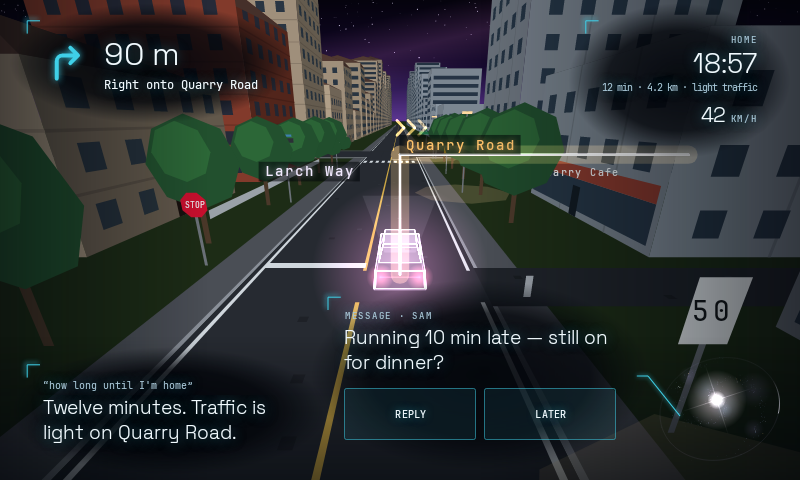 90 m
Right onto Quarry Road
HOME
18:57
12 min · 4.2 km · light traffic
42 KM/H
Quarry Road
Larch Way
arry Cafe
STOP
50
MESSAGE · SAM
Running 10 min late — still on
for dinner?
REPLY
LATER
"how long until I'm home"
Twelve minutes. Traffic is
light on Quarry Road.